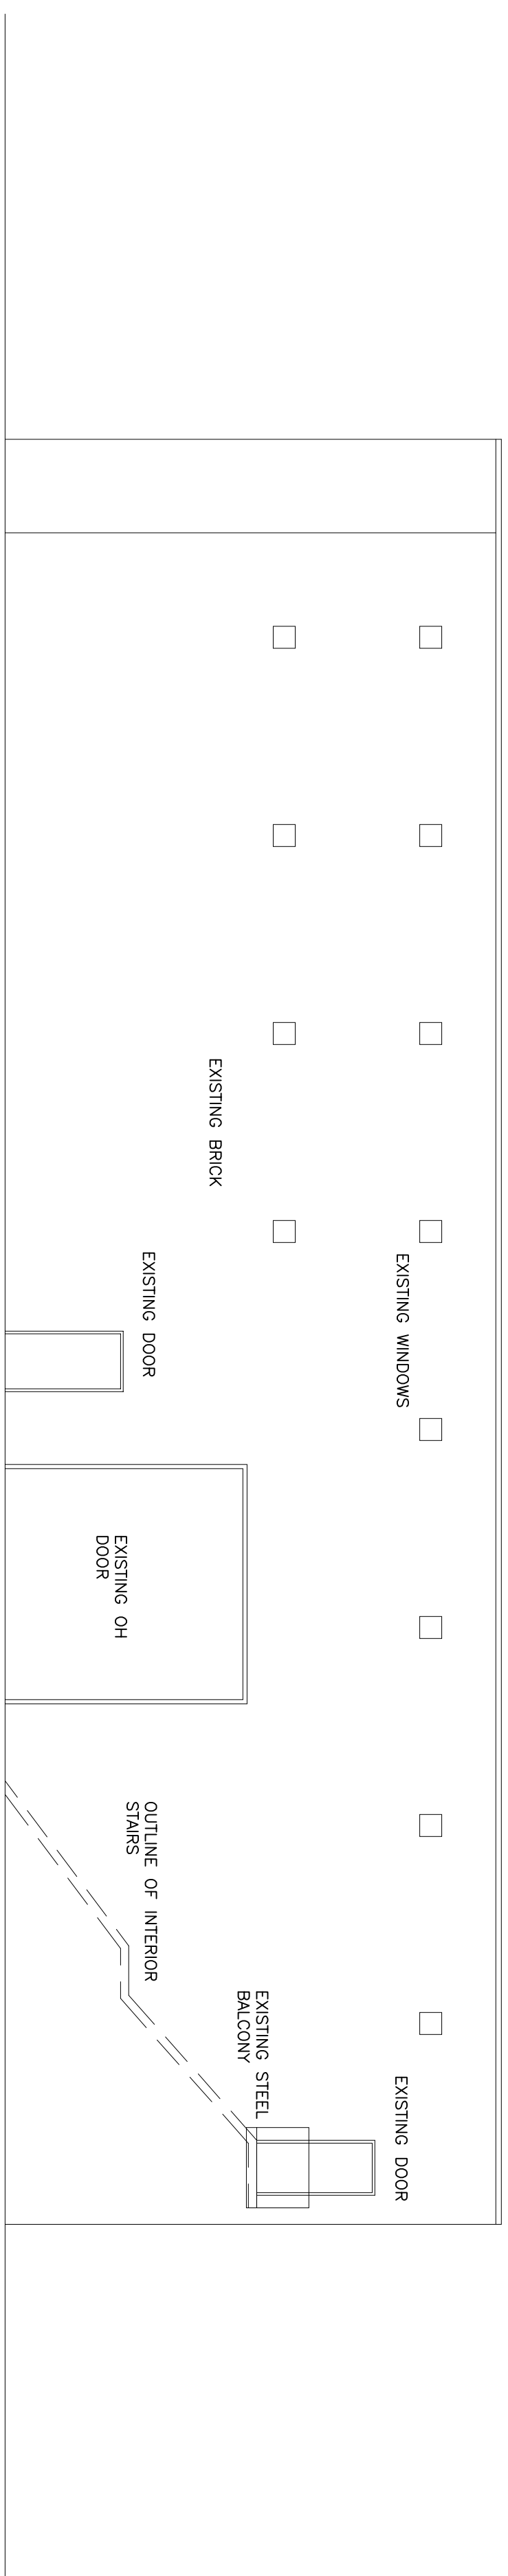 EXISTING WINDOWS
EXISTING DOOR
EXISTING BRICK
EXISTING STEEL
BALCONY
EXISTING DOOR
OUTLINE OF INTERIOR
STAIRS
EXISTING OH
DOOR